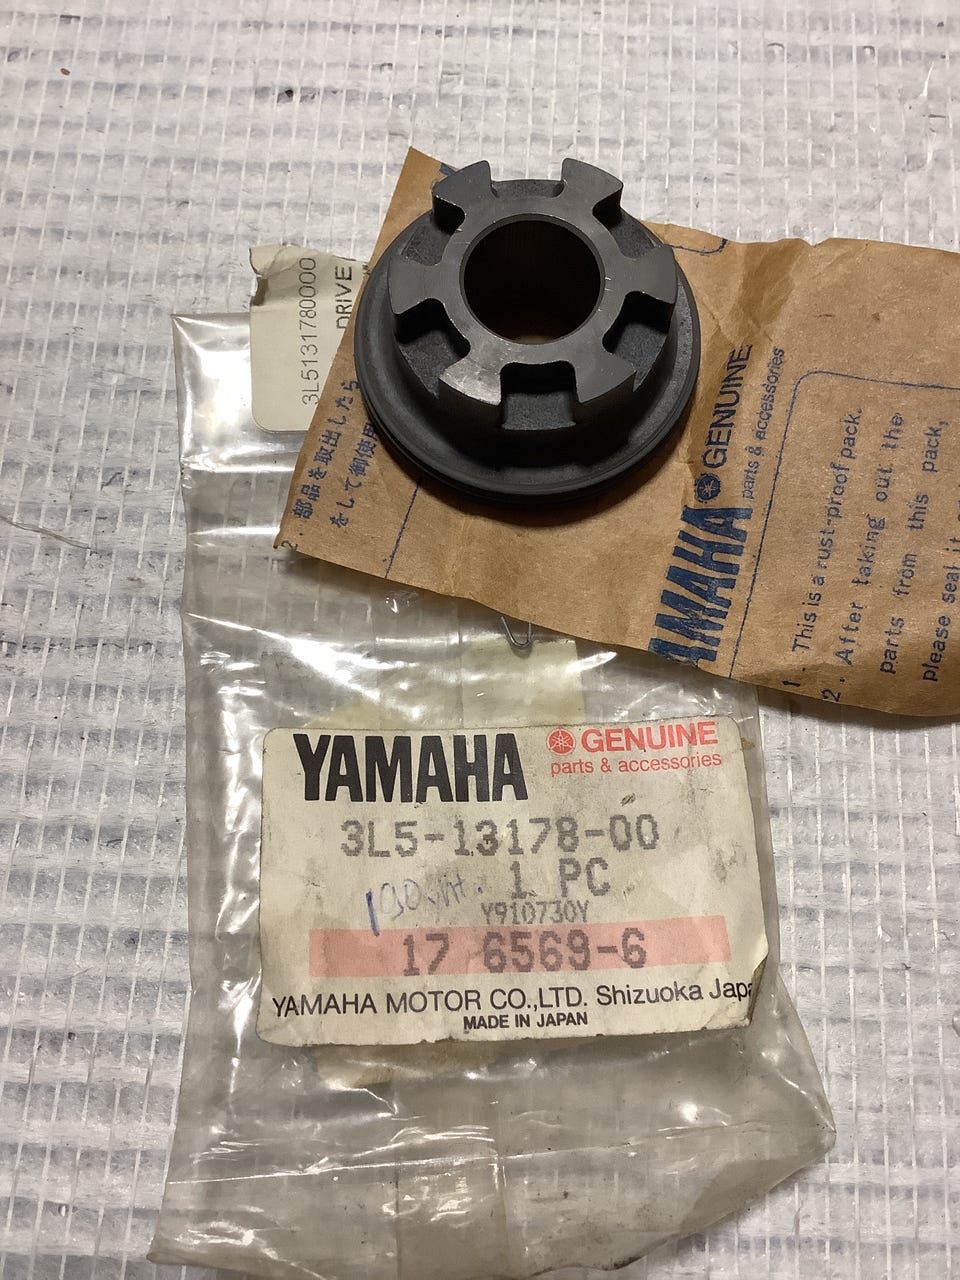 3L5131780000
DRIVE
2. 部品を取出したら
をして御使用
YAMAHA GENUINE
parts & accessories
1. This is a rust-proof pack.
2. After taking out the
parts from this pack,
please seal it
YAMAHA GENUINE
parts & accessories
3L5-13178-00
1 PC
Y910730Y
17 6569-6
YAMAHA MOTOR CO.,LTD. Shizuoka Japa
MADE IN JAPAN